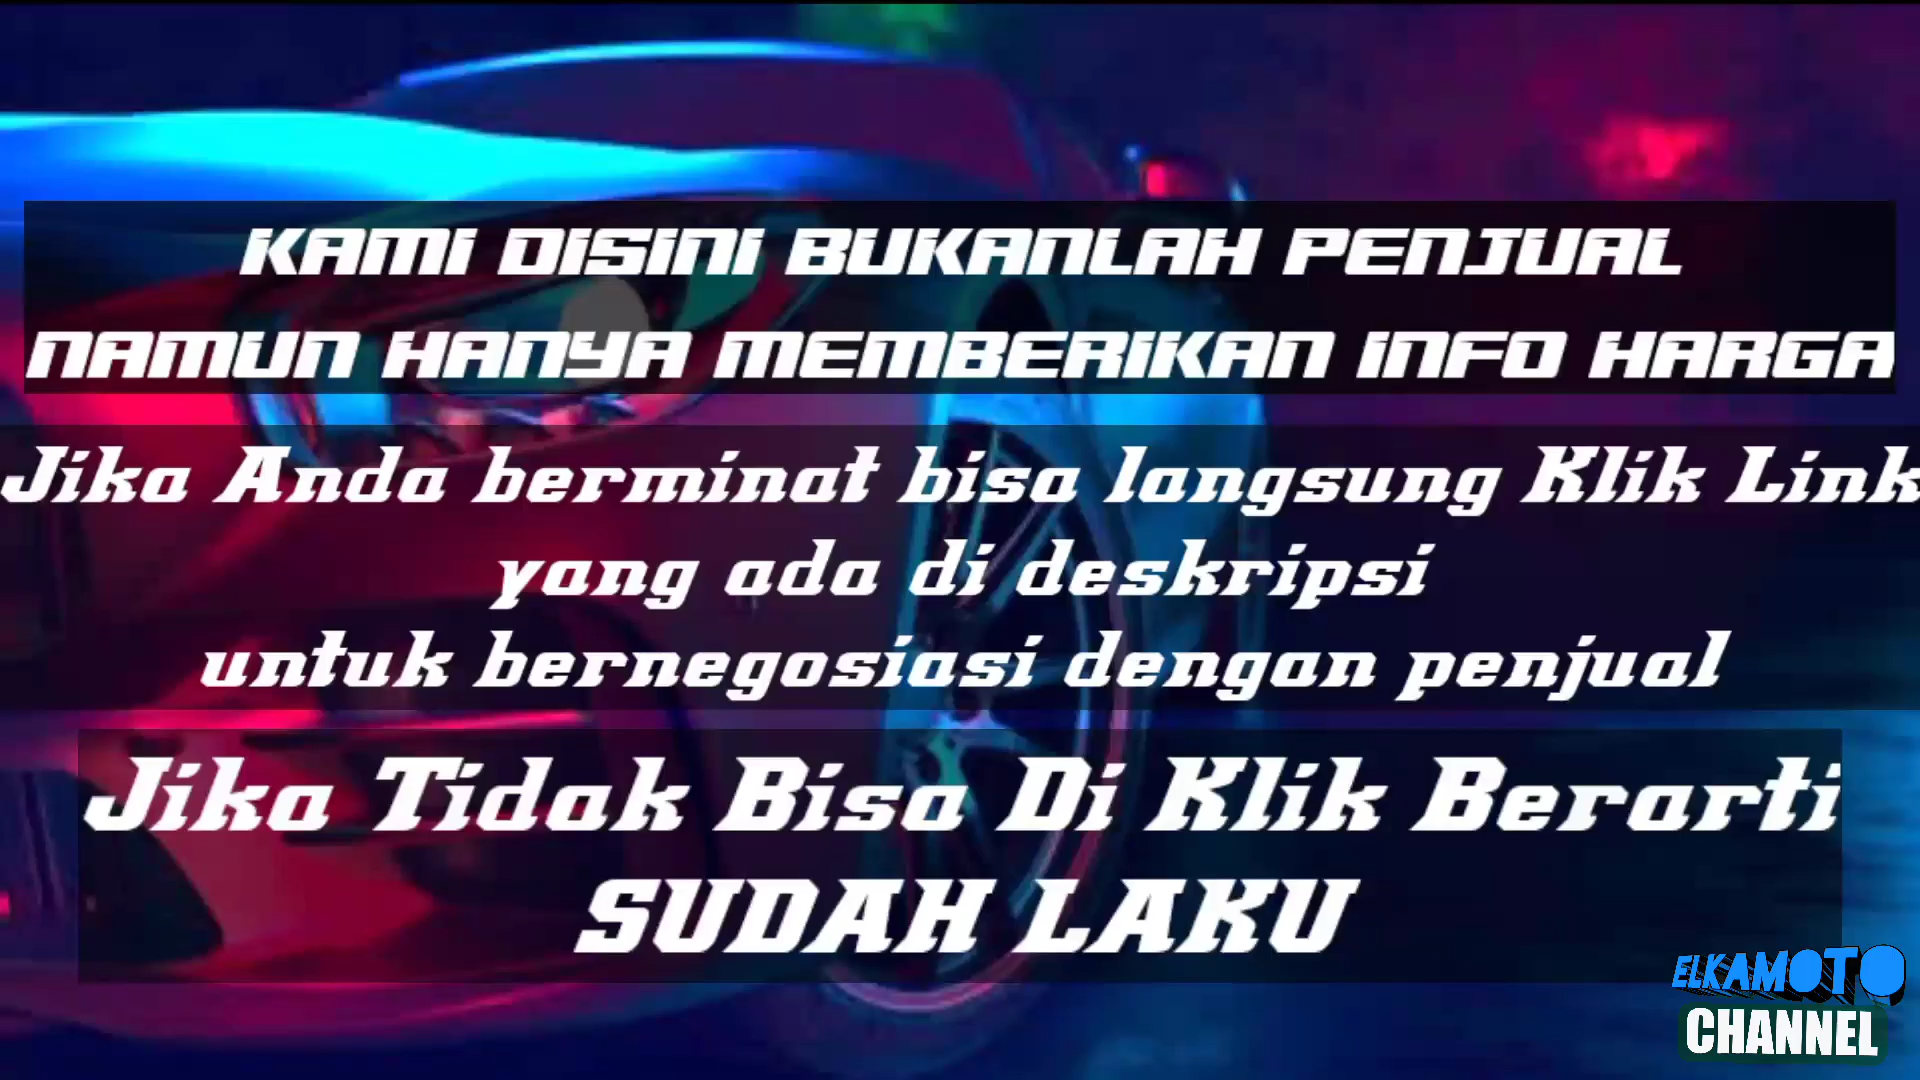 KAMI DISINI BUKANLAH PENJUAL
NAMUN HANYA MEMBERIKAN INFO HARGA
Jika Anda berminat bisa langsung Klik Link
yang ada di deskripsi
untuk bernegosiasi dengan penjual
Jika Tidak Bisa Di Klik Berarti
SUDAH LAKU
ELKAMOTO
CHANNEL